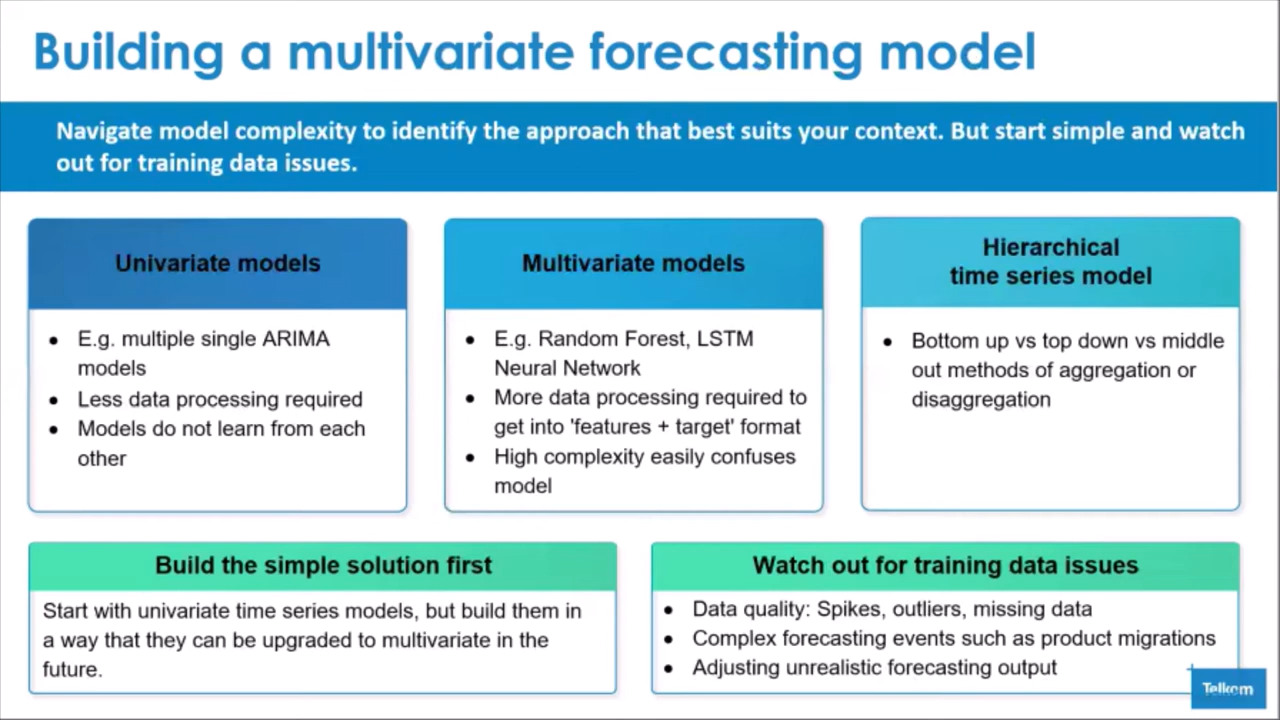 Building a multivariate forecasting model
Navigate model complexity to identify the approach that best suits your context. But start simple and watch
out for training data issues.
Univariate models
• E.g. multiple single ARIMA
models
• Less data processing required
• Models do not learn from each
other
Multivariate models
• E.g. Random Forest, LSTM
Neural Network
• More data processing required to
get into 'features + target' format
• High complexity easily confuses
model
Hierarchical
time series model
• Bottom up vs top down vs middle
out methods of aggregation or
disaggregation
Build the simple solution first
Start with univariate time series models, but build them in
a way that they can be upgraded to multivariate in the
future.
Watch out for training data issues
• Data quality: Spikes, outliers, missing data
• Complex forecasting events such as product migrations
• Adjusting unrealistic forecasting output
Telkom